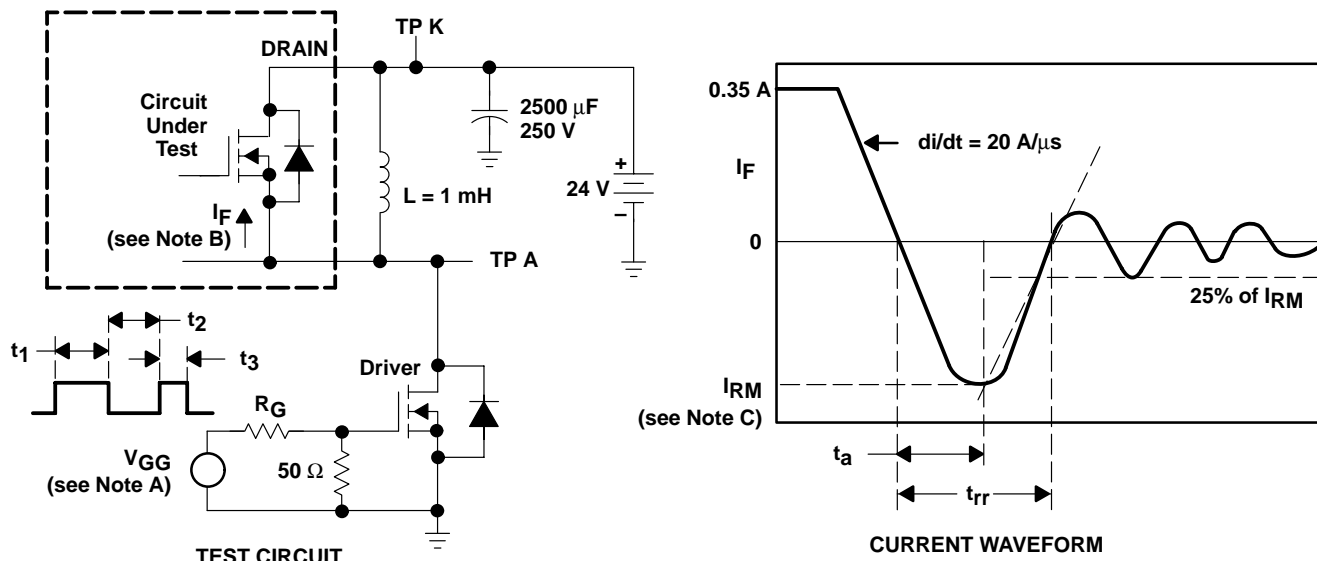 TP K
DRAIN
Circuit
Under
Test
2500 µF
250 V
L = 1 mH
+
24 V
–
IF
(see Note B)
TP A
t2
t1
t3
Driver
RG
VGG
(see Note A)
50 Ω
TEST CIRCUIT
0.35 A
di/dt = 20 A/µs
IF
0
25% of IRM
IRM
(see Note C)
ta
trr
CURRENT WAVEFORM